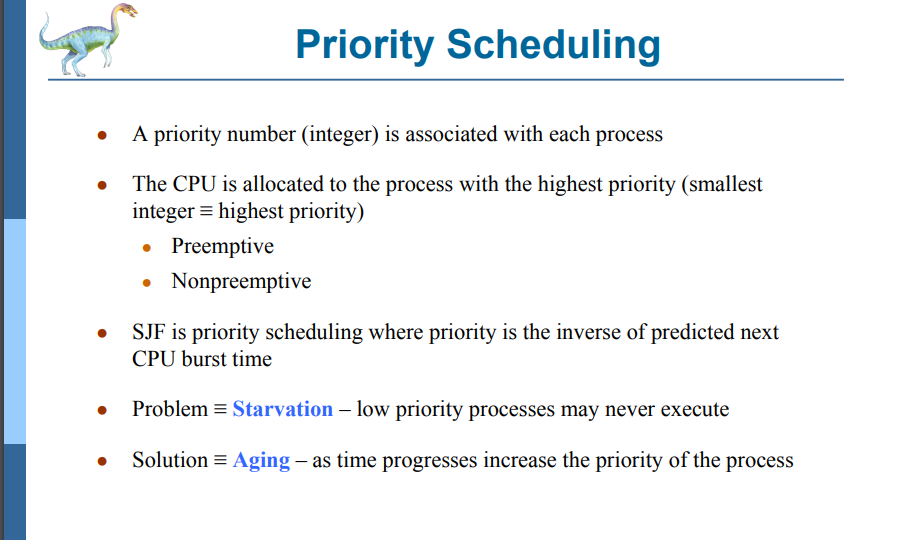 Priority Scheduling
● A priority number (integer) is associated with each process
● The CPU is allocated to the process with the highest priority (smallest
integer ≡ highest priority)
● Preemptive
● Nonpreemptive
● SJF is priority scheduling where priority is the inverse of predicted next
CPU burst time
● Problem ≡ Starvation – low priority processes may never execute
● Solution ≡ Aging – as time progresses increase the priority of the process